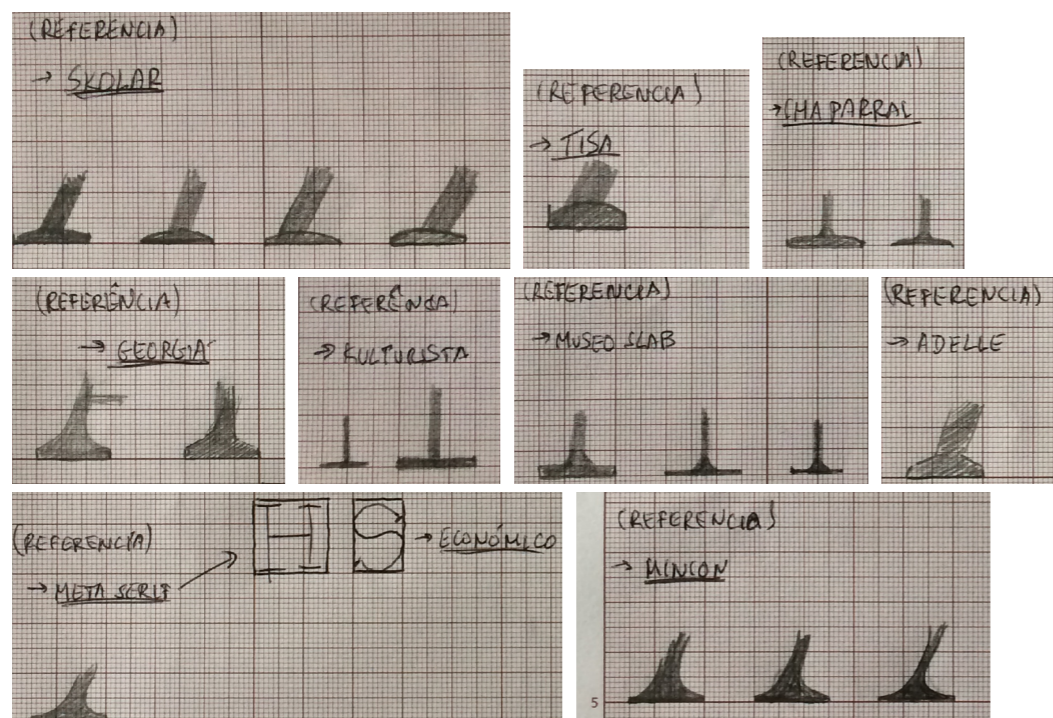 (REFERENCIA)
→ SKOLAR
(REFERENCIA)
→ TISA
(REFERENCIA)
→ CHAPARRAL
(REFERÊNCIA)
→ GEORGIA
(REFERÊNCIA)
→ KULTURISTA
(REFERENCIA)
→ MUSEO SLAB
(REFERENCIA)
→ ADELLE
(REFERENCIA)
→ META SERIF
H S → ECONÓMICO
(REFERENCIA)
→ MINION
5